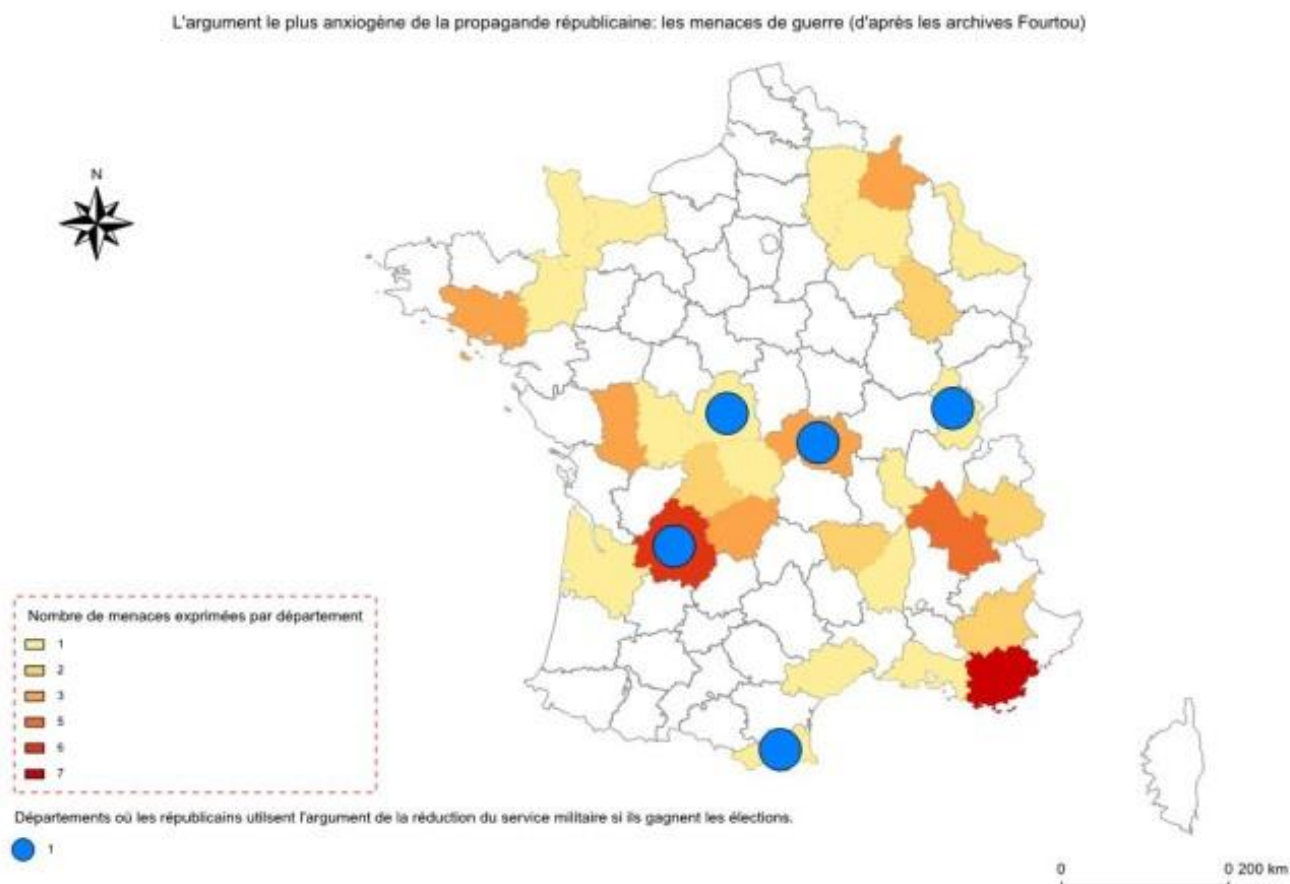 L'argument le plus anxiogène de la propagande républicaine: les menaces de guerre (d'après les archives Fourtou)
N
Nombre de menaces exprimées par département
1
2
3
5
6
7
Départements où les républicains utilsent l'argument de la réduction du service militaire si ils gagnent les élections.
1
0 0 200 km